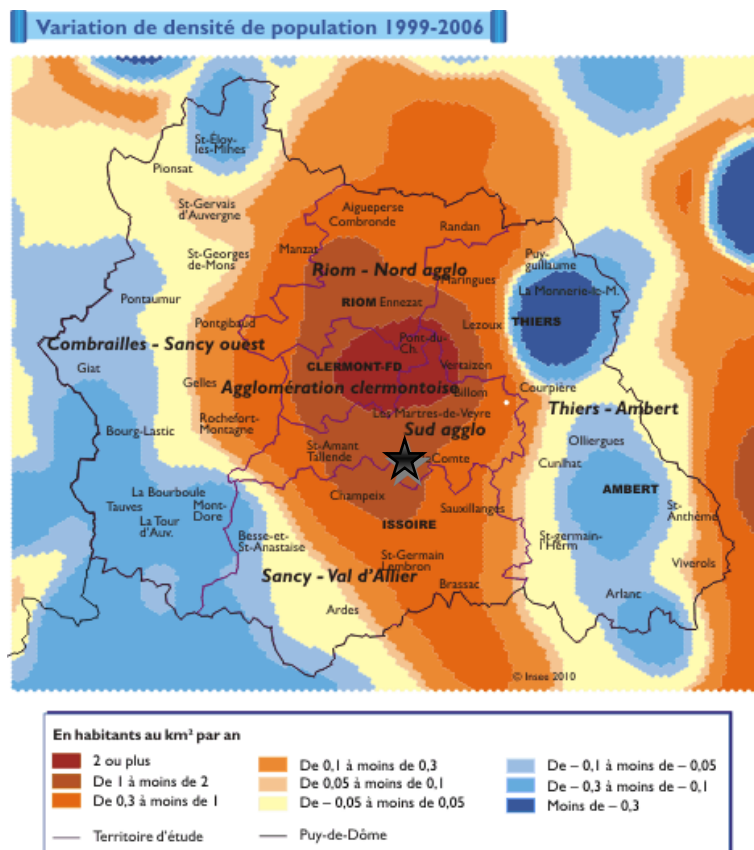 Variation de densité de population 1999-2006
St-Éloy-
les-Mihes
Pionsat
St-Gervais
d'Auvergne
Aigueperse
Combronde
Randan
Manzat
St-Georges
de-Mons
Puy-
guillaume
Riom - Nord agglo
Maringues
La Monnerie-le-M.
Pontaumur
RIOM
Ennezat
Pontgibaud
Lezoux
THIERS
Combrailles - Sancy ouest
Pont-du-
Ch.
Giat
CLERMONT-FD
Vertaizon
Gelles
Agglomération clermontoise
Billom
Courpière
Rochefort-
Montagne
Les Martres-de-Veyre
Thiers - Ambert
Bourg-Lastic
Sud agglo
Olliergues
St-Amant
Tallende
Comte
Cunlhat
La Bourboule
Champeix
AMBERT
Tauves
Mont-
Dore
Sauxillanges
St-
Anthème
La Tour
d'Auv.
ISSOIRE
Besse-et-
St-Anastaise
St-germain-
l'Herm
St-Germain
Lembron
Viverols
Sancy - Val d'Allier
Brassac
Arlanc
Ardes
© Insee 2010
En habitants au km² par an
2 ou plus
De 1 à moins de 2
De 0,3 à moins de 1
De 0,1 à moins de 0,3
De 0,05 à moins de 0,1
De – 0,05 à moins de 0,05
De – 0,1 à moins de – 0,05
De – 0,3 à moins de – 0,1
Moins de – 0,3
Territoire d'étude
Puy-de-Dôme